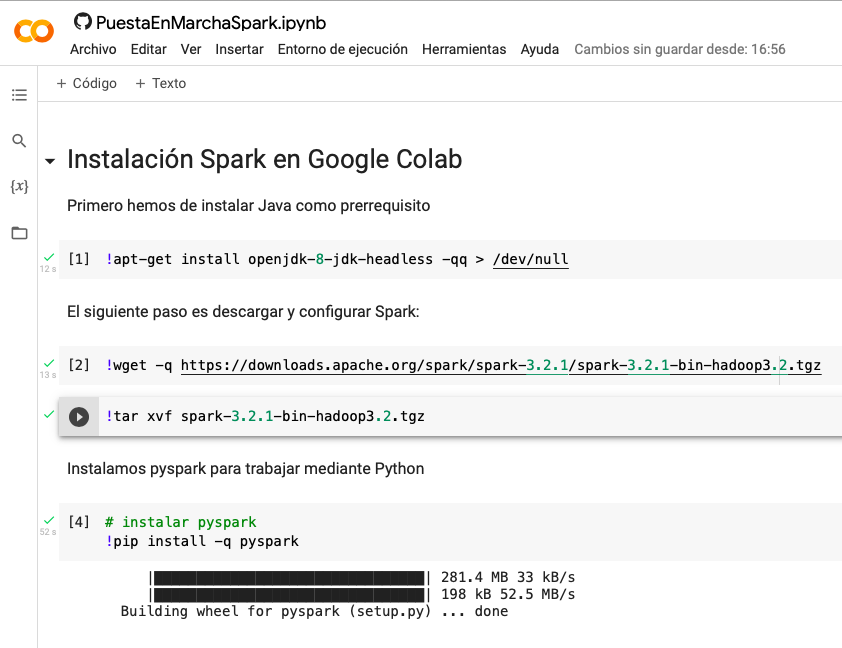 PuestaEnMarchaSpark.ipynb
Archivo Editar Ver Insertar Entorno de ejecución Herramientas Ayuda Cambios sin guardar desde: 16:56
+ Código + Texto
Instalación Spark en Google Colab
{x}
Primero hemos de instalar Java como prerrequisito
[1] !apt-get install openjdk-8-jdk-headless -qq > /dev/null
12 s
El siguiente paso es descargar y configurar Spark:
[2] !wget -q https://downloads.apache.org/spark/spark-3.2.1/spark-3.2.1-bin-hadoop3.2.tgz
13 s
!tar xvf spark-3.2.1-bin-hadoop3.2.tgz
Instalamos pyspark para trabajar mediante Python
[4] # instalar pyspark
52 s
!pip install -q pyspark
|████████████████████████████████| 281.4 MB 33 kB/s
|████████████████████████████████| 198 kB 52.5 MB/s
Building wheel for pyspark (setup.py) ... done